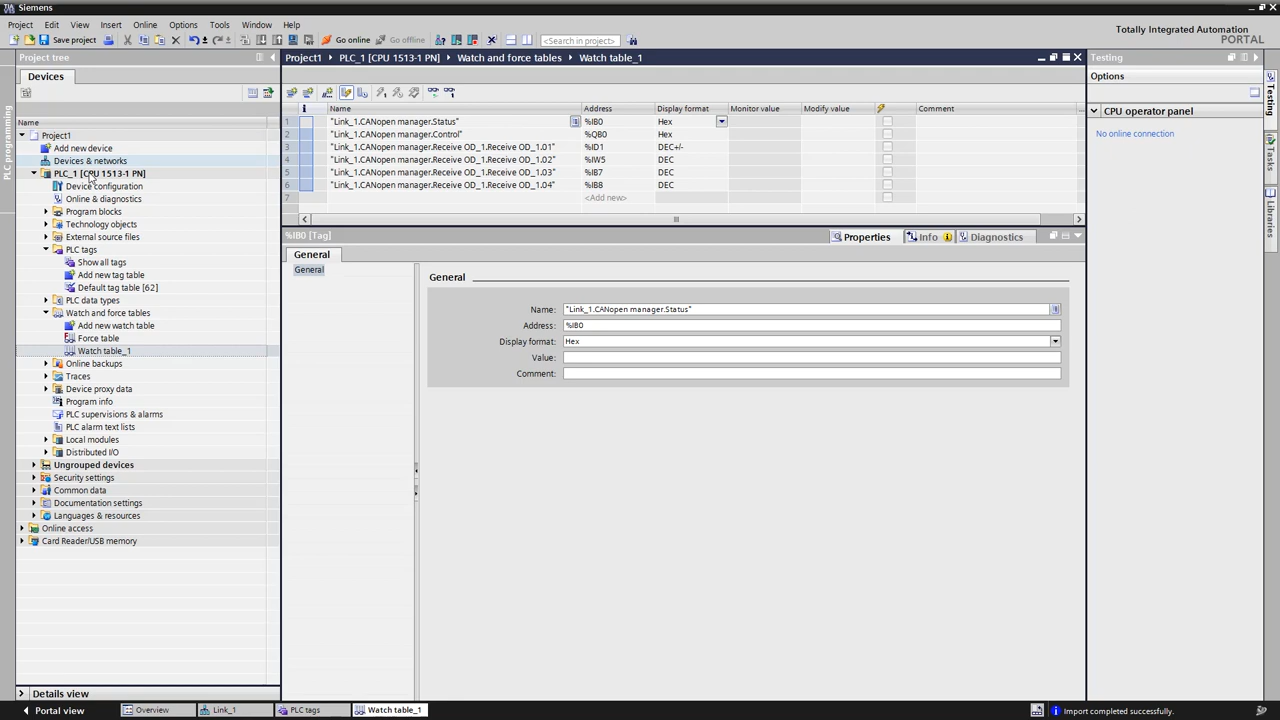 Siemens
Project Edit View Insert Online Options Tools Window Help
Save project Go online Go offline <Search in project>
Totally Integrated Automation
PORTAL
Project tree
Devices
Name
Project1
Add new device
Devices & networks
PLC_1 [CPU 1513-1 PN]
Device configuration
Online & diagnostics
Program blocks
Technology objects
External source files
PLC tags
Show all tags
Add new tag table
Default tag table [62]
PLC data types
Watch and force tables
Add new watch table
Force table
Watch table_1
Online backups
Traces
Device proxy data
Program info
PLC supervisions & alarms
PLC alarm text lists
Local modules
Distributed I/O
Ungrouped devices
Security settings
Common data
Documentation settings
Languages & resources
Online access
Card Reader/USB memory
Details view
PLC programming
Project1 PLC_1 [CPU 1513-1 PN] Watch and force tables Watch table_1
i Name Address Display format Monitor value Modify value Comment
1 "Link_1.CANopen manager.Status" %IB0 Hex
2 "Link_1.CANopen manager.Control" %QB0 Hex
3 "Link_1.CANopen manager.Receive OD_1.Receive OD_1.01" %ID1 DEC+/-
4 "Link_1.CANopen manager.Receive OD_1.Receive OD_1.02" %IW5 DEC
5 "Link_1.CANopen manager.Receive OD_1.Receive OD_1.03" %IB7 DEC
6 "Link_1.CANopen manager.Receive OD_1.Receive OD_1.04" %IB8 DEC
7 <Add new>
%IB0 [Tag]
Properties Info Diagnostics
General
General
General
Name: "Link_1.CANopen manager.Status"
Address: %IB0
Display format: Hex
Value:
Comment:
Testing
Options
CPU operator panel
No online connection
Testing
Tasks
Libraries
Portal view Overview Link_1 PLC tags Watch table_1 Import completed successfully.